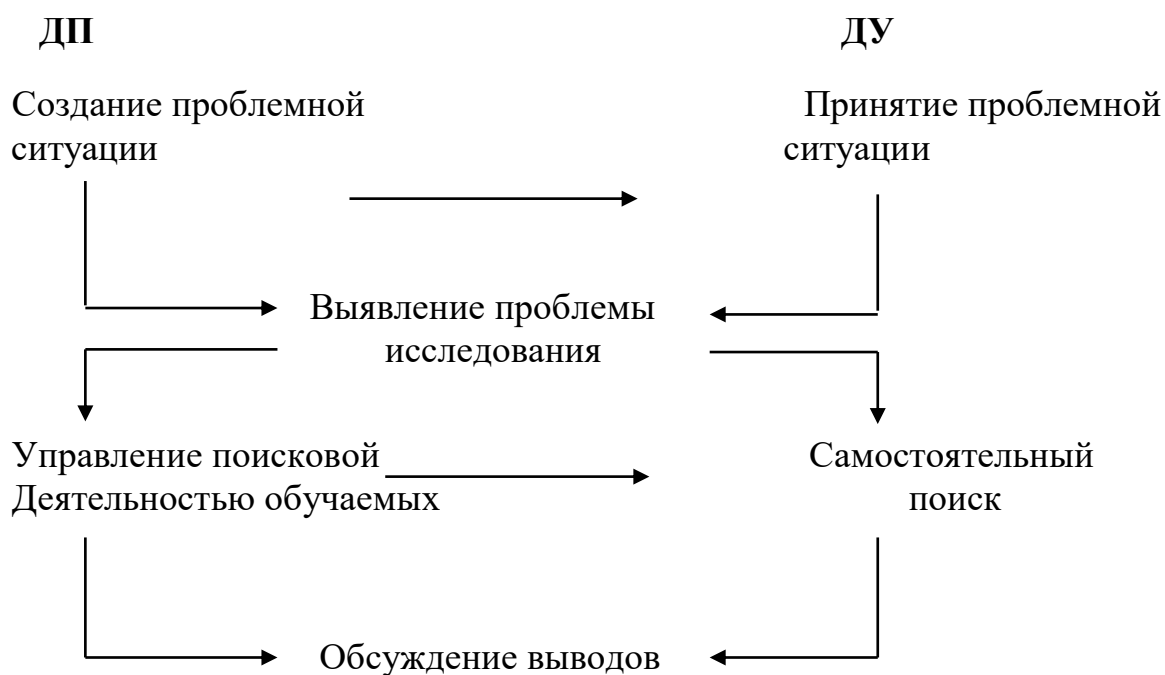 ДП
ДУ
Создание проблемной
ситуации
Принятие проблемной
ситуации
Выявление проблемы
исследования
Управление поисковой
Деятельностью обучаемых
Самостоятельный
поиск
Обсуждение выводов